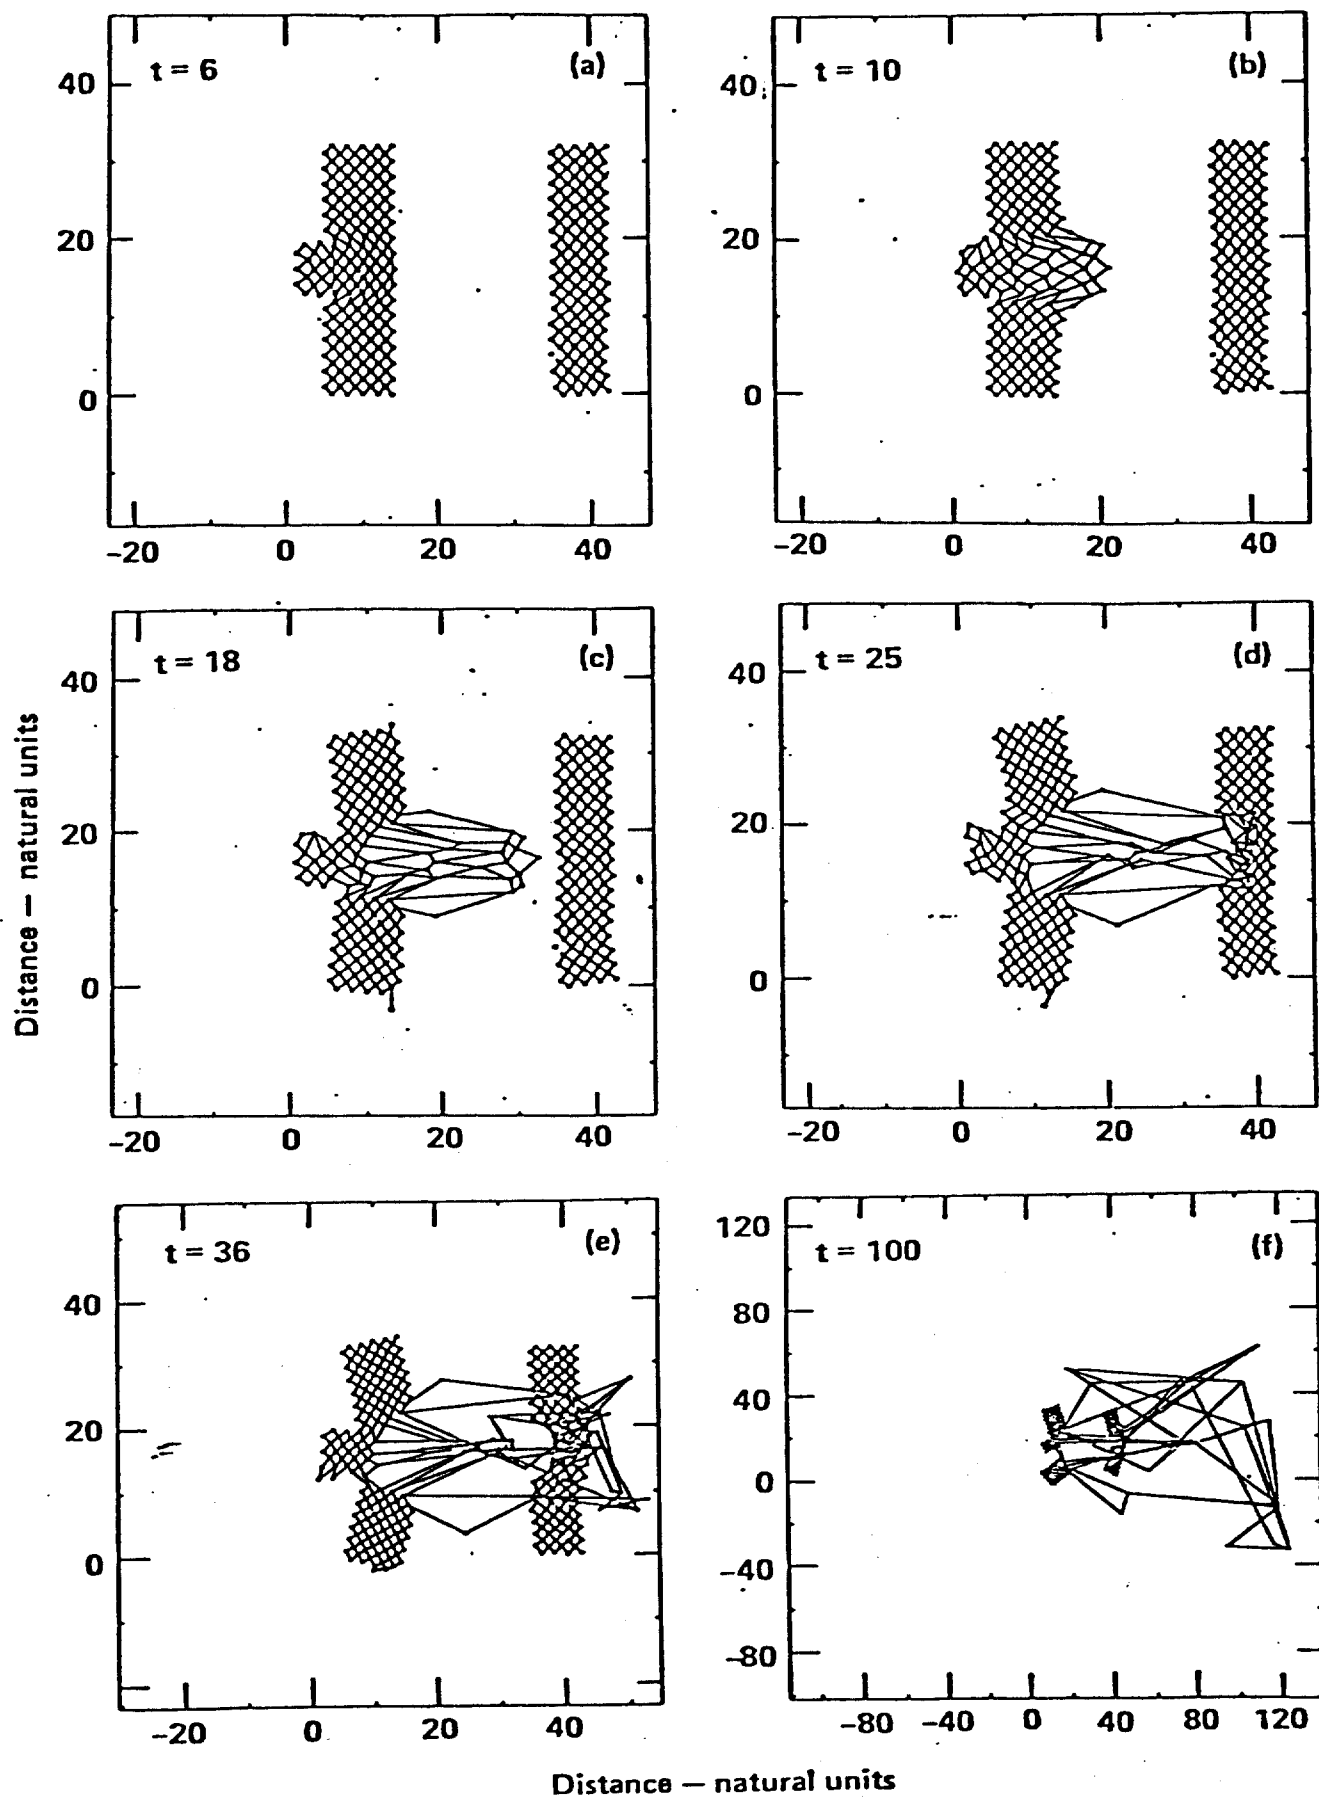 t = 6
(a)
40
20
0
-20 0 20 40
t = 10
(b)
40
20
0
-20 0 20 40
t = 18
(c)
40
20
0
-20 0 20 40
t = 25
(d)
40
20
0
-20 0 20 40
t = 36
(e)
40
20
0
-20 0 20 40
t = 100
(f)
120
80
40
0
-40
-80
-80 -40 0 40 80 120
Distance — natural units
Distance — natural units